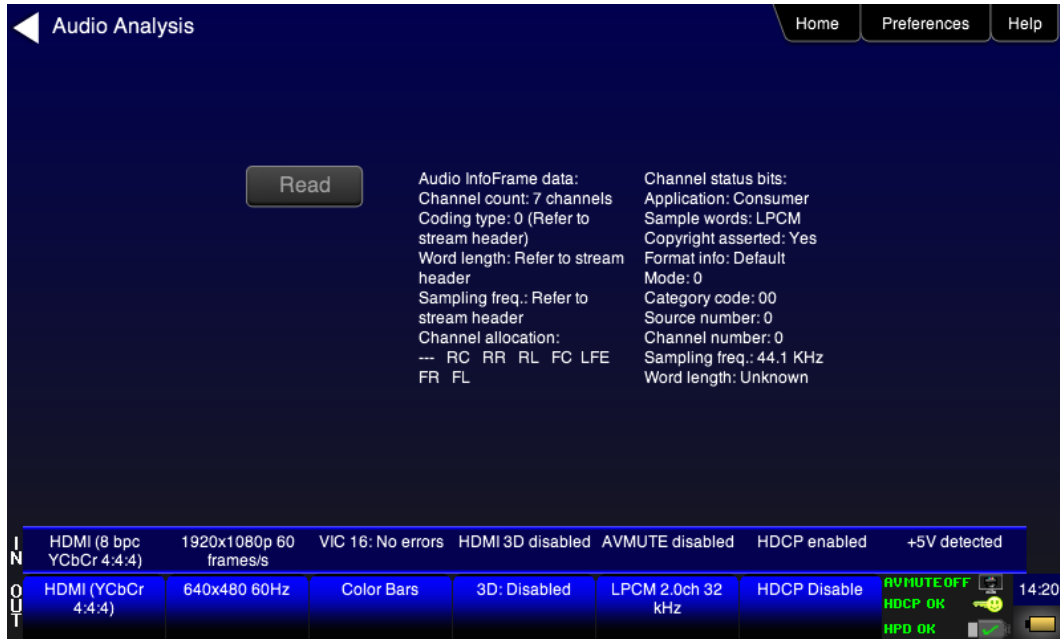 Audio Analysis
Home
Preferences
Help
Read
Audio InfoFrame data:
Channel count: 7 channels
Coding type: 0 (Refer to
stream header)
Word length: Refer to stream
header
Sampling freq.: Refer to
stream header
Channel allocation:
--- RC RR RL FC LFE
FR FL
Channel status bits:
Application: Consumer
Sample words: LPCM
Copyright asserted: Yes
Format info: Default
Mode: 0
Category code: 00
Source number: 0
Channel number: 0
Sampling freq.: 44.1 KHz
Word length: Unknown
IN
HDMI (8 bpc
YCbCr 4:4:4)
1920x1080p 60
frames/s
VIC 16: No errors
HDMI 3D disabled
AVMUTE disabled
HDCP enabled
+5V detected
OUT
HDMI (YCbCr
4:4:4)
640x480 60Hz
Color Bars
3D: Disabled
LPCM 2.0ch 32
kHz
HDCP Disable
AVMUTEOFF
HDCP OK
HPD OK
14:20